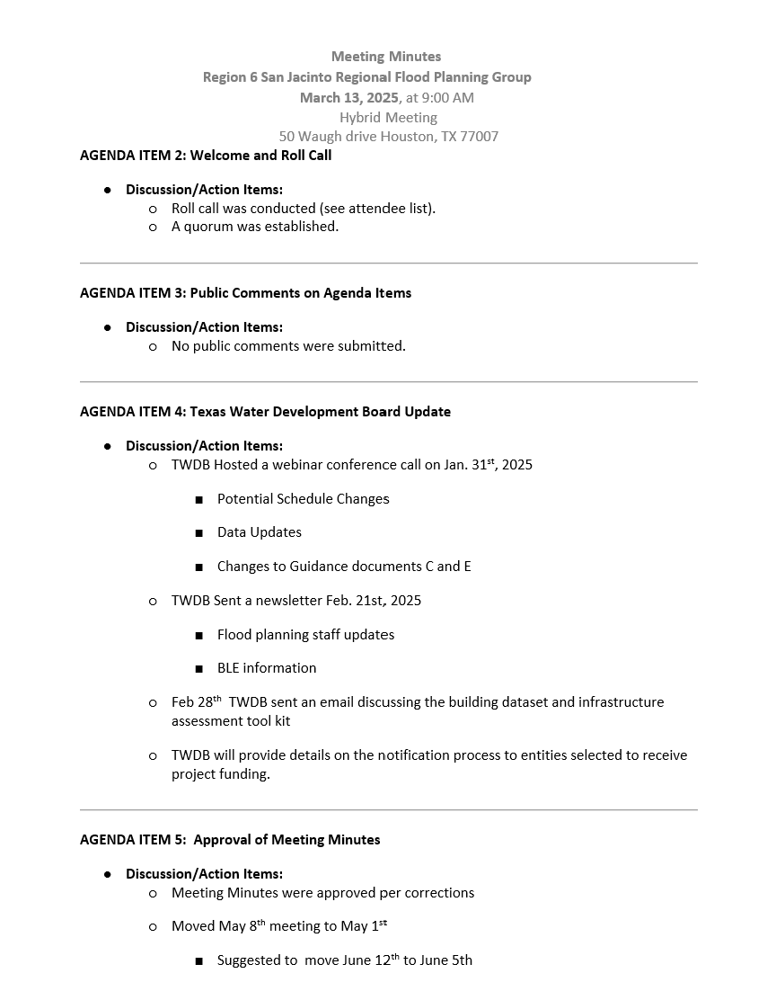 Meeting Minutes
Region 6 San Jacinto Regional Flood Planning Group
March 13, 2025, at 9:00 AM
Hybrid Meeting
50 Waugh drive Houston, TX 77007
AGENDA ITEM 2: Welcome and Roll Call
● Discussion/Action Items:
o Roll call was conducted (see attendee list).
o A quorum was established.
AGENDA ITEM 3: Public Comments on Agenda Items
● Discussion/Action Items:
o No public comments were submitted.
AGENDA ITEM 4: Texas Water Development Board Update
● Discussion/Action Items:
o TWDB Hosted a webinar conference call on Jan. 31st, 2025
■ Potential Schedule Changes
■ Data Updates
■ Changes to Guidance documents C and E
o TWDB Sent a newsletter Feb. 21st, 2025
■ Flood planning staff updates
■ BLE information
o Feb 28th  TWDB sent an email discussing the building dataset and infrastructure
assessment tool kit
o TWDB will provide details on the notification process to entities selected to receive
project funding.
AGENDA ITEM 5:  Approval of Meeting Minutes
● Discussion/Action Items:
o Meeting Minutes were approved per corrections
o Moved May 8th meeting to May 1st
■ Suggested to  move June 12th to June 5th